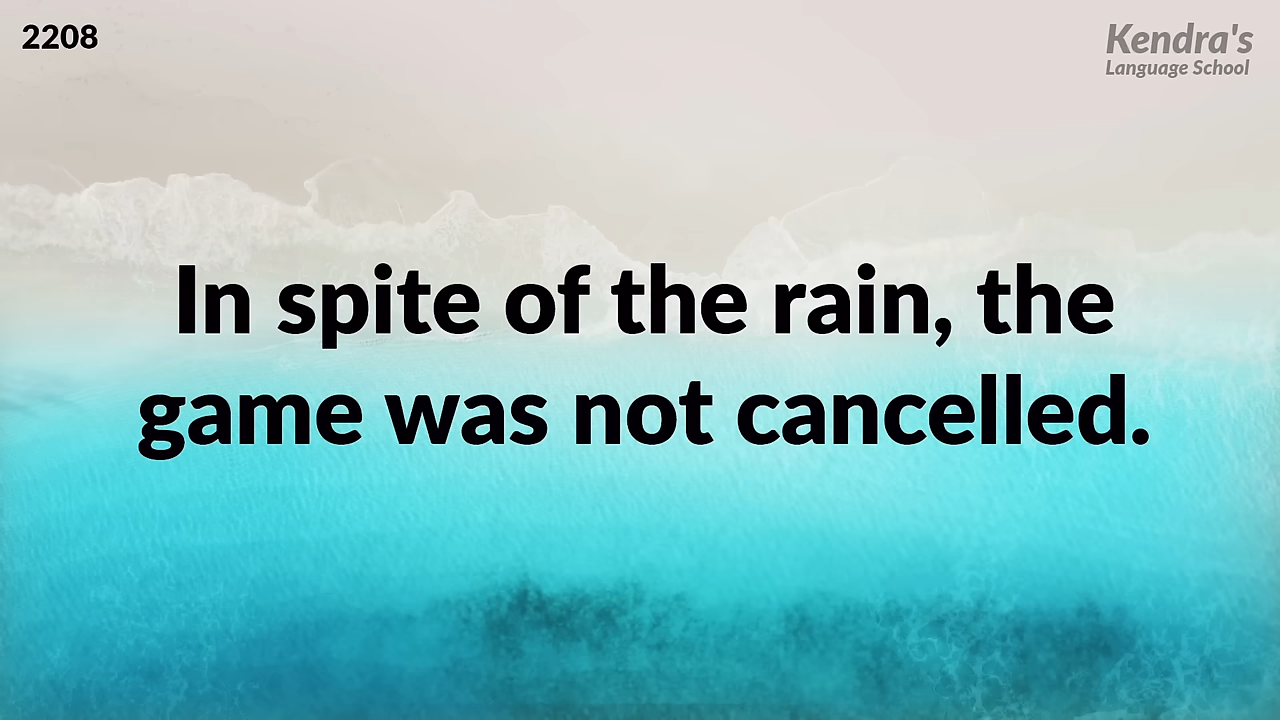 2208
Kendra's
Language School
In spite of the rain, the
game was not cancelled.